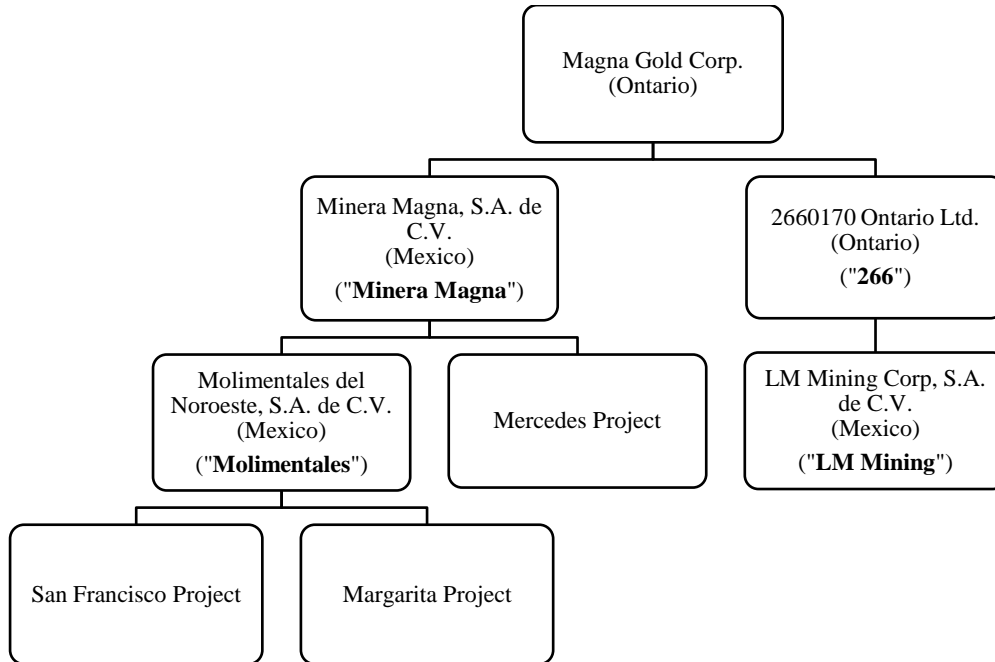 Magna Gold Corp.
(Ontario)
Minera Magna, S.A. de
C.V.
(Mexico)
("Minera Magna")
2660170 Ontario Ltd.
(Ontario)
("266")
Molimentales del
Noroeste, S.A. de C.V.
(Mexico)
("Molimentales")
Mercedes Project
LM Mining Corp, S.A.
de C.V.
(Mexico)
("LM Mining")
San Francisco Project
Margarita Project